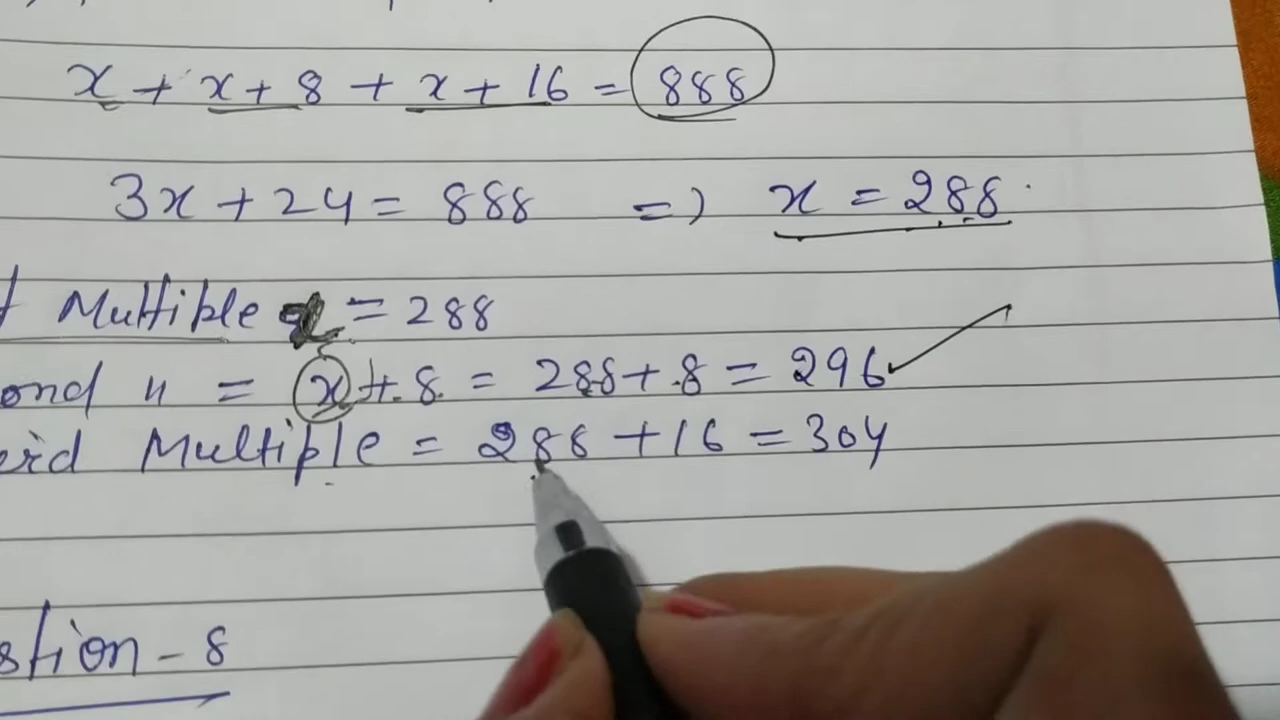 x + x + 8 + x + 16 = 888
3x + 24 = 888 => x = 288
Multiple = 288
ond " = x + 8 = 288 + 8 = 296
Multiple = 288 + 16 = 304
stion - 8